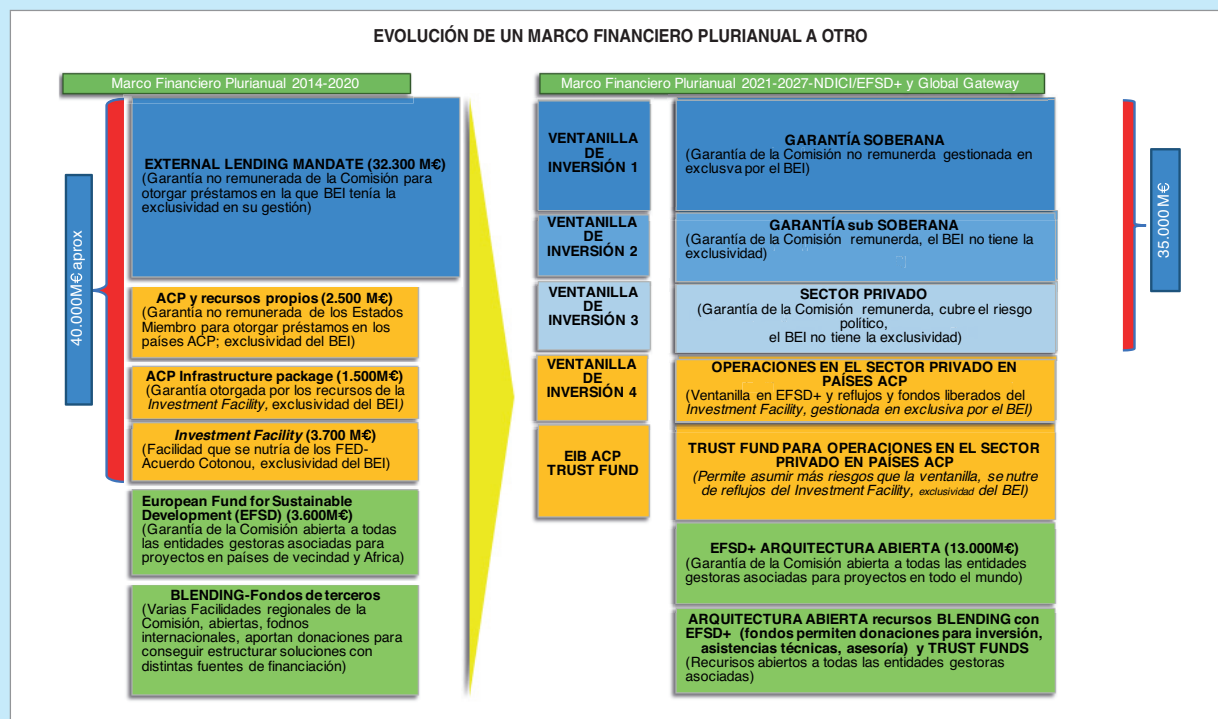 EVOLUCIÓN DE UN MARCO FINANCIERO PLURIANUAL A OTRO
Marco Financiero Plurianual 2014-2020
40.000M€ aprox
EXTERNAL LENDING MANDATE (32.300 M€)
(Garantía no remunerada de la Comisión para
otorgar préstamos en la que BEI tenía la
exclusividad en su gestión)
ACP y recursos propios (2.500 M€)
(Garantía no remunerada de los Estados
Miembro para otorgar préstamos en los
países ACP; exclusividad del BEI)
ACP Infrastructure package (1.500M€)
(Garantía otorgada por los recursos de la
Investment Facility, exclusividad del BEI)
Investment Facility (3.700 M€)
(Facilidad que se nutría de los FED-
Acuerdo Cotonou, exclusividad del BEI)
European Fund for Sustainable
Development (EFSD) (3.600M€)
(Garantía de la Comisión abierta a todas
las entidades gestoras asociadas para
proyectos en países de vecindad y Africa)
BLENDING-Fondos de terceros
(Varias Facilidades regionales de la
Comisión, abiertas, fodnos
internacionales, aportan donaciones para
conseguir estructurar soluciones con
distintas fuentes de financiación)
Marco Financiero Plurianual 2021-2027-NDICI/EFSD+ y Global Gateway
VENTANILLA
DE
INVERSIÓN 1
GARANTÍA SOBERANA
(Garantía de la Comisión no remunerda gestionada en
exclusva por el BEI)
VENTANILLA
DE
INVERSIÓN 2
GARANTÍA sub SOBERANA
(Garantía de la Comisión remunerda, el BEI no tiene la
exclusividad)
VENTANILLA
DE
INVERSIÓN 3
SECTOR PRIVADO
(Garantía de la Comisión remunerda, cubre el riesgo
político,
el BEI no tiene la exclusividad)
VENTANILLA
DE
INVERSIÓN 4
OPERACIONES EN EL SECTOR PRIVADO EN
PAÍSES ACP
(Ventanilla en EFSD+ y reflujos y fondos liberados del
Investment Facility, gestionada en exclusiva por el BEI)
EIB ACP
TRUST FUND
TRUST FUND PARA OPERACIONES EN EL SECTOR
PRIVADO EN PAÍSES ACP
(Permite asumir más riesgos que la ventanilla, se nutre
de reflujos del Investment Facility, exclusividad del BEI)
EFSD+ ARQUITECTURA ABIERTA (13.000M€)
(Garantía de la Comisión abierta a todas las entidades
gestoras asociadas para proyectos en todo el mundo)
ARQUITECTURA ABIERTA recursos BLENDING con
EFSD+ (fondos permiten donaciones para inversión,
asistencias técnicas, asesoría) y TRUST FUNDS
(Recurisos abiertos a todas las entidades gestoras
asociadas)
35.000 M€